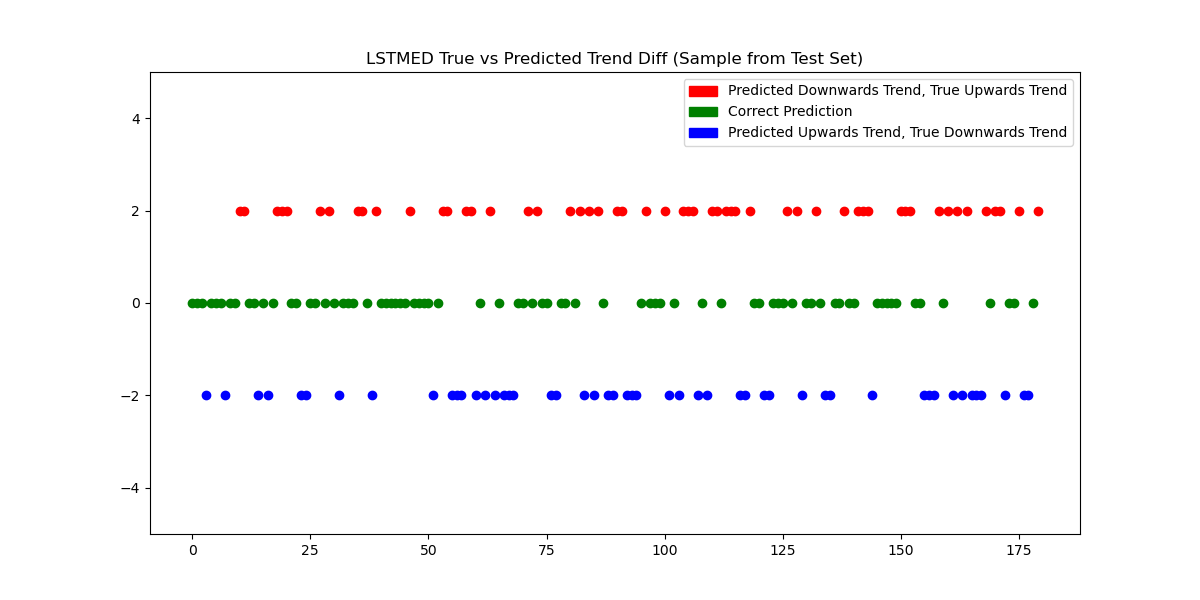 LSTMED True vs Predicted Trend Diff (Sample from Test Set)
Predicted Downwards Trend, True Upwards Trend
Correct Prediction
Predicted Upwards Trend, True Downwards Trend
4
2
0
−2
−4
0 25 50 75 100 125 150 175